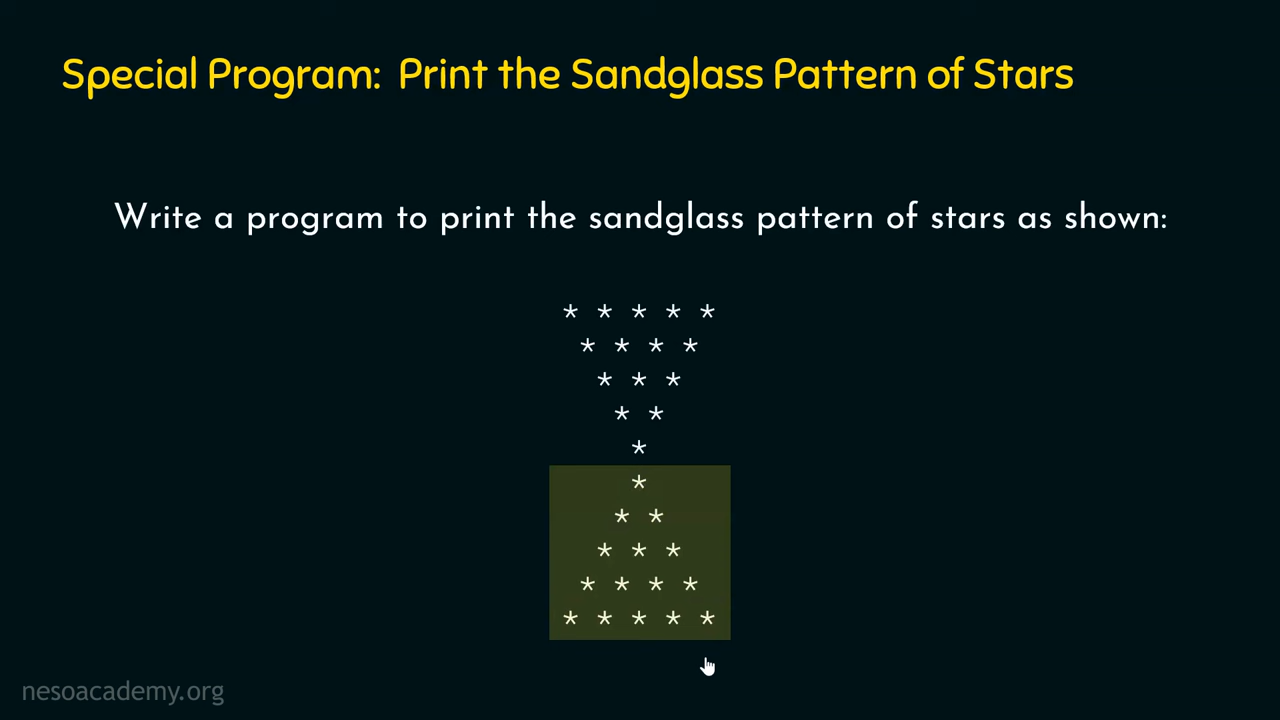 Special Program: Print the Sandglass Pattern of Stars
Write a program to print the sandglass pattern of stars as shown:
* * * * *
* * * *
* * *
* *
*
*
* *
* * *
* * * *
* * * * *
nesoacademy.org